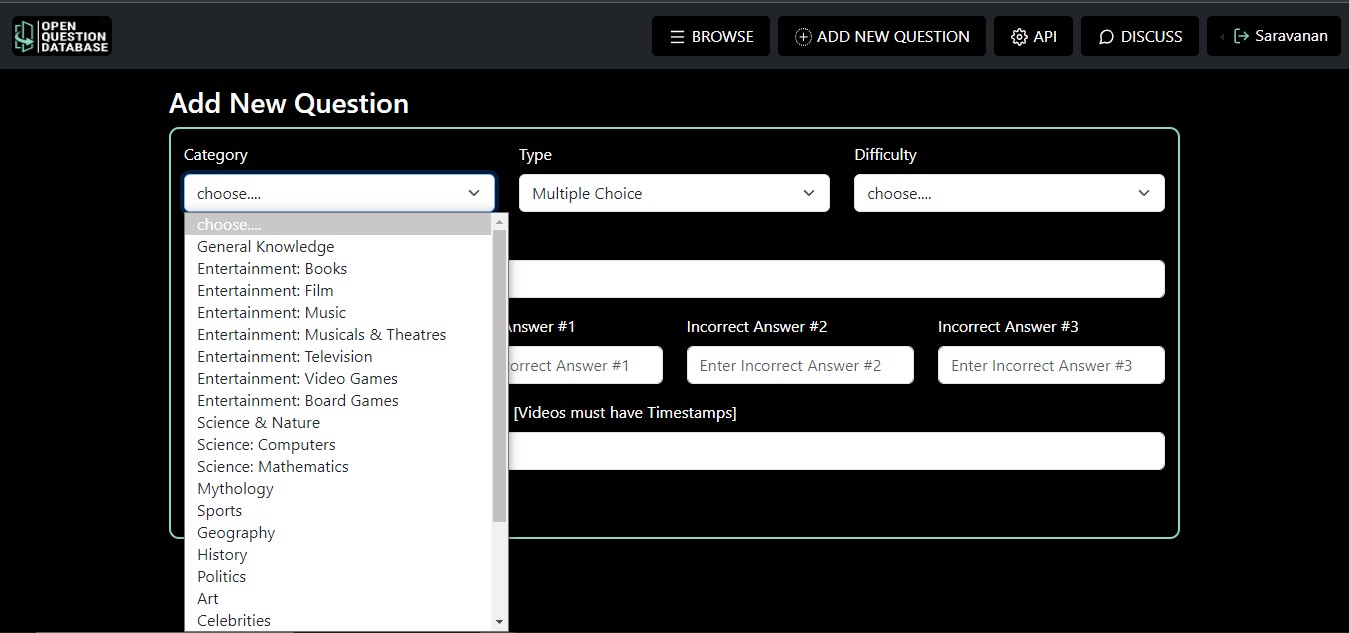 OPEN
QUESTION
DATABASE
BROWSE
ADD NEW QUESTION
API
DISCUSS
Saravanan
Add New Question
Category
Type
Difficulty
choose....
Multiple Choice
choose....
choose....
General Knowledge
Entertainment: Books
Entertainment: Film
Entertainment: Music
Entertainment: Musicals & Theatres
Entertainment: Television
Entertainment: Video Games
Entertainment: Board Games
Science & Nature
Science: Computers
Science: Mathematics
Mythology
Sports
Geography
History
Politics
Art
Celebrities
Answer #1
Incorrect Answer #2
Incorrect Answer #3
orrect Answer #1
Enter Incorrect Answer #2
Enter Incorrect Answer #3
[Videos must have Timestamps]